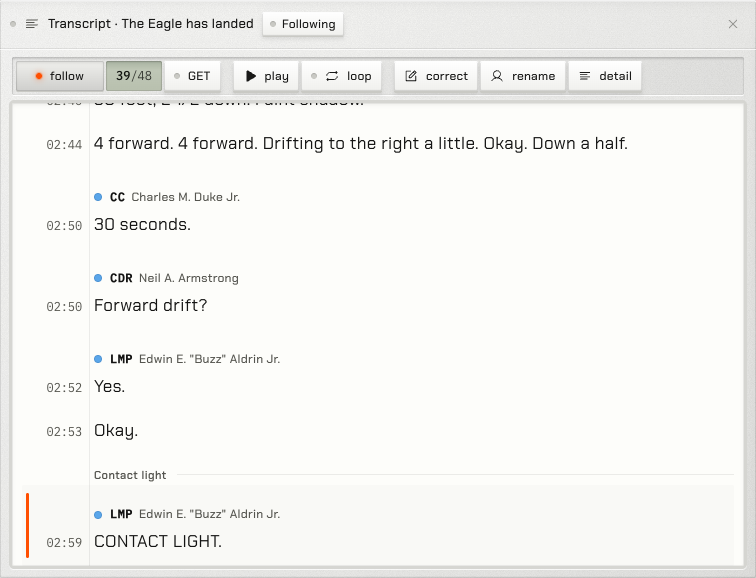 Transcript · The Eagle has landed Following
follow 39/48 GET play loop correct rename detail
02:44 4 forward. 4 forward. Drifting to the right a little. Okay. Down a half.
CC Charles M. Duke Jr.
02:50 30 seconds.
CDR Neil A. Armstrong
02:50 Forward drift?
LMP Edwin E. "Buzz" Aldrin Jr.
02:52 Yes.
02:53 Okay.
Contact light
LMP Edwin E. "Buzz" Aldrin Jr.
02:59 CONTACT LIGHT.